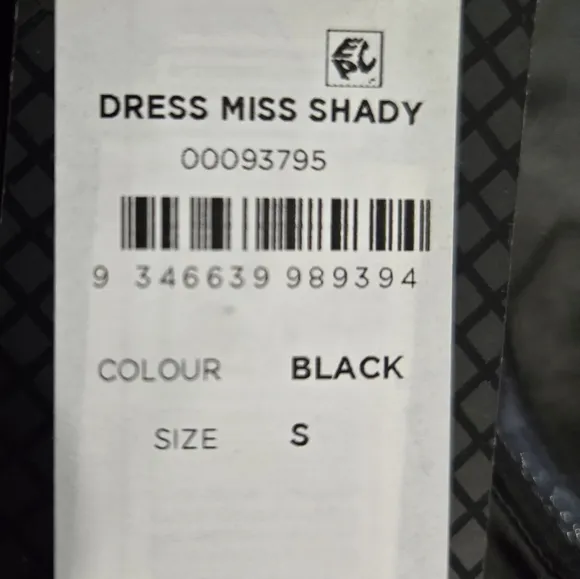 DRESS MISS SHADY
00093795
9 346639 989394
COLOUR BLACK
SIZE S